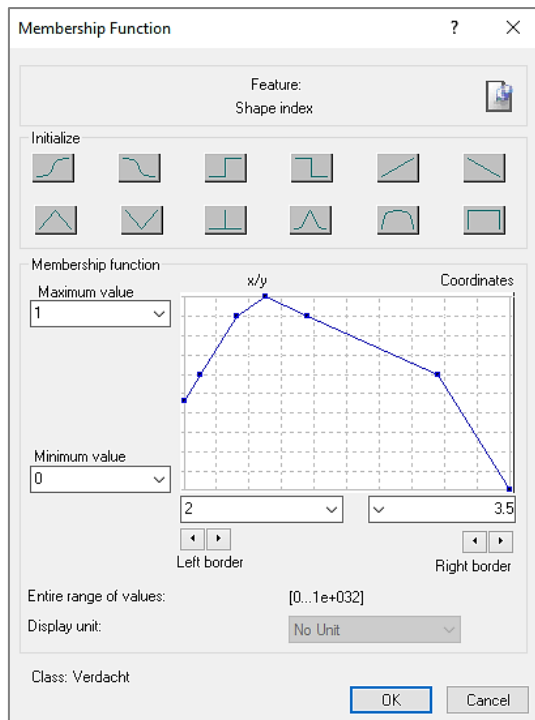 Membership Function
?
Feature:
Shape index
Initialize
Membership function
x/y
Coordinates
Maximum value
1
Minimum value
0
2
3.5
Left border
Right border
Entire range of values:
[0...1e+032]
Display unit:
No Unit
Class: Verdacht
OK
Cancel